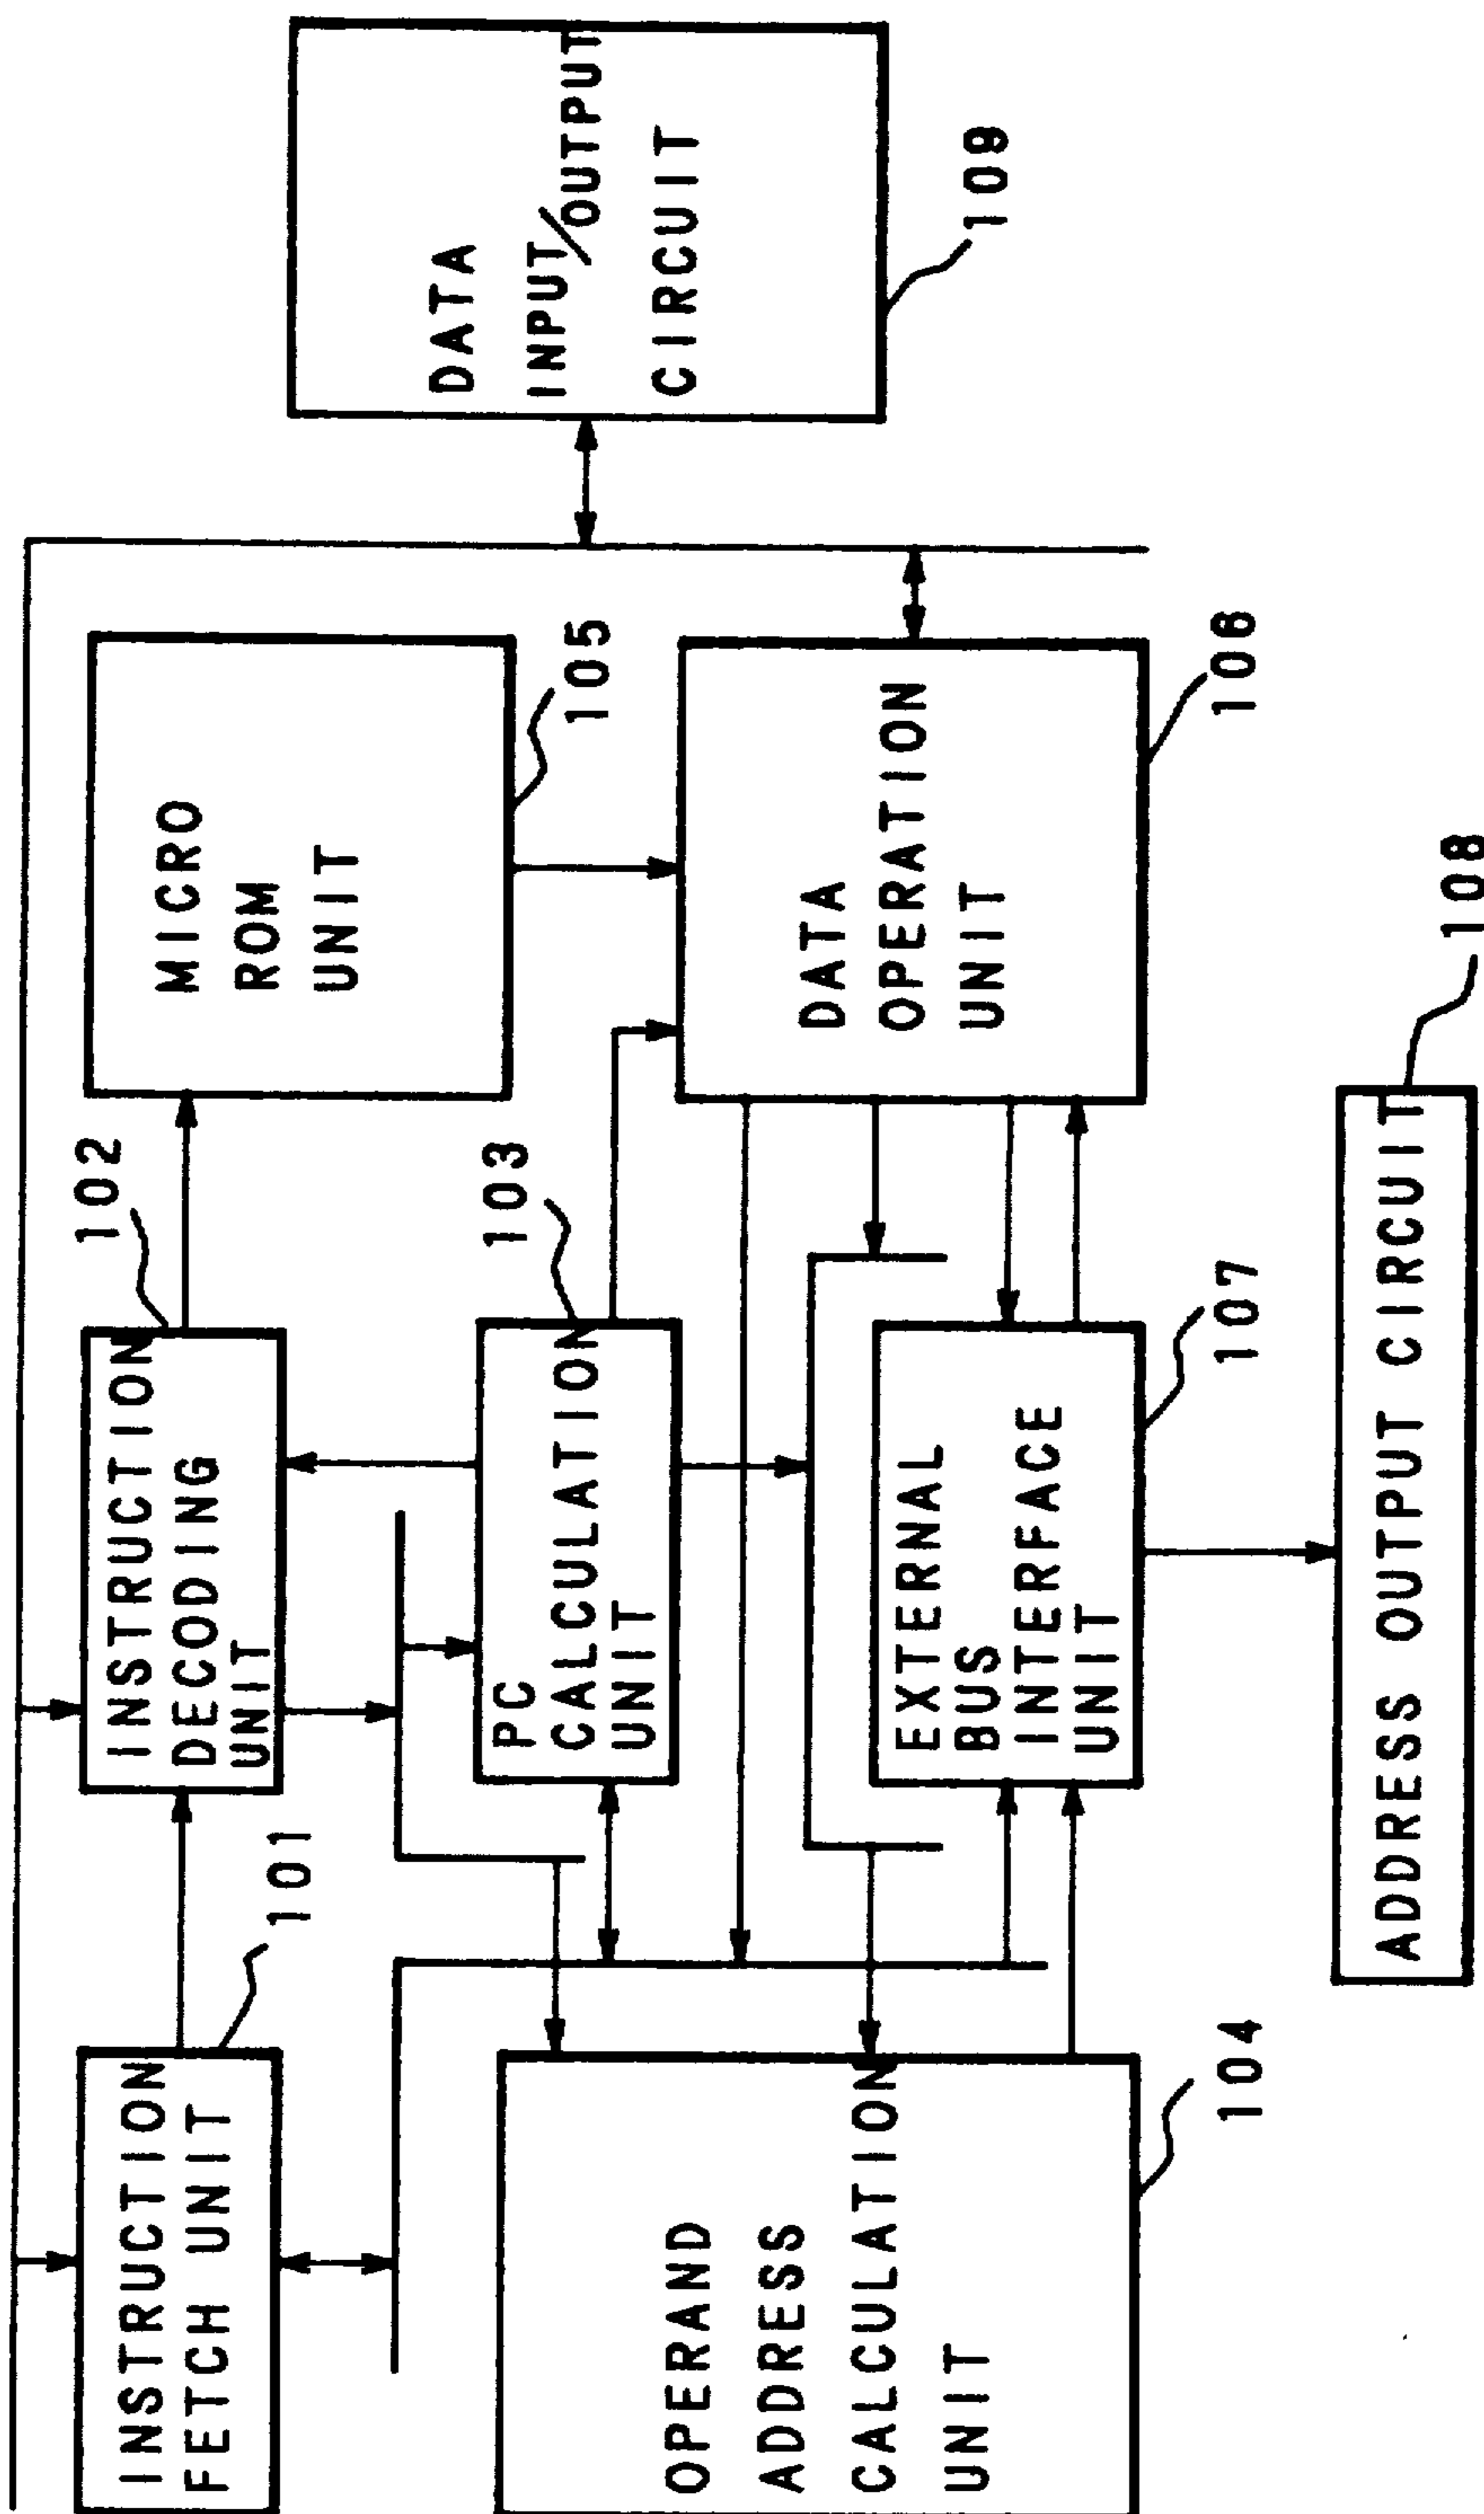 INSTRUCTION
FETCH UNIT
101
INSTRUCTION
DECODING
UNIT
102
MICRO
ROM
UNIT
105
PC
CALCULATION
UNIT
103
OPERAND
ADDRESS
CALCULATION
UNIT
104
EXTERNAL
BUS
INTERFACE
UNIT
107
DATA
OPERATION
UNIT
106
DATA
INPUT/OUTPUT
CIRCUIT
109
ADDRESS OUTPUT CIRCUIT
108